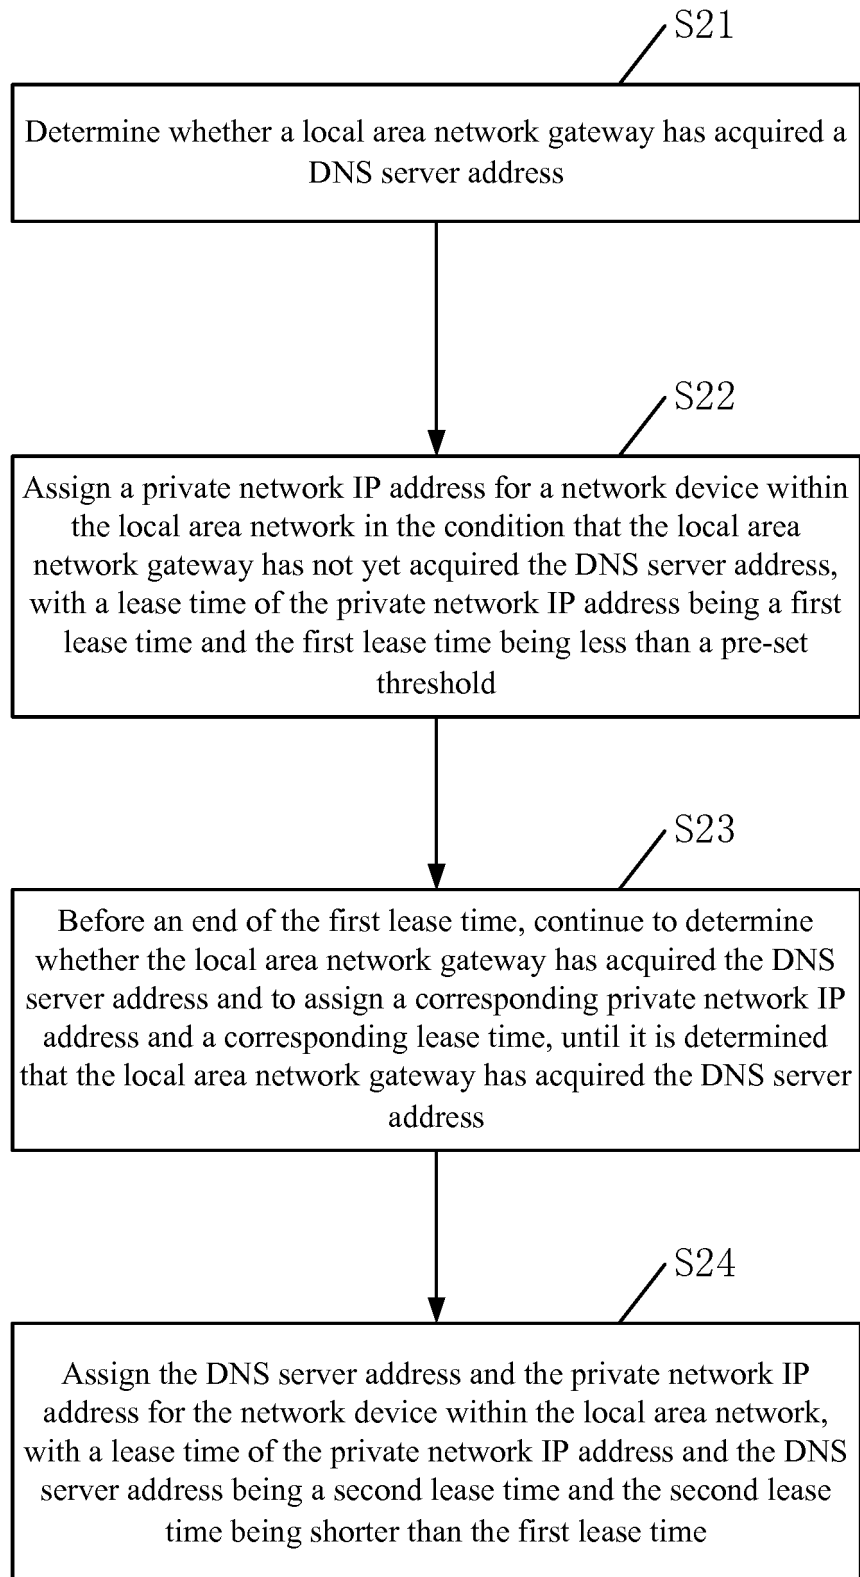 S21
Determine whether a local area network gateway has acquired a
DNS server address
S22
Assign a private network IP address for a network device within
the local area network in the condition that the local area
network gateway has not yet acquired the DNS server address,
with a lease time of the private network IP address being a first
lease time and the first lease time being less than a pre-set
threshold
S23
Before an end of the first lease time, continue to determine
whether the local area network gateway has acquired the DNS
server address and to assign a corresponding private network IP
address and a corresponding lease time, until it is determined
that the local area network gateway has acquired the DNS server
address
S24
Assign the DNS server address and the private network IP
address for the network device within the local area network,
with a lease time of the private network IP address and the DNS
server address being a second lease time and the second lease
time being shorter than the first lease time